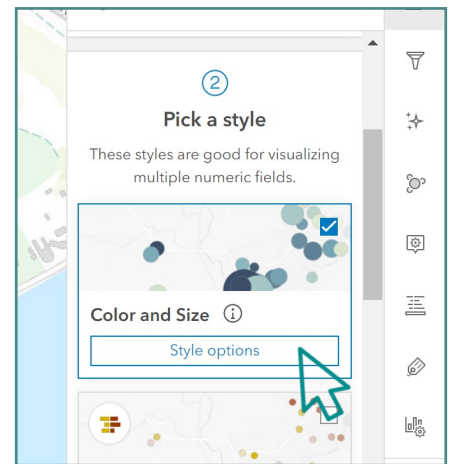 2
Pick a style
These styles are good for visualizing
multiple numeric fields.
Color and Size
Style options